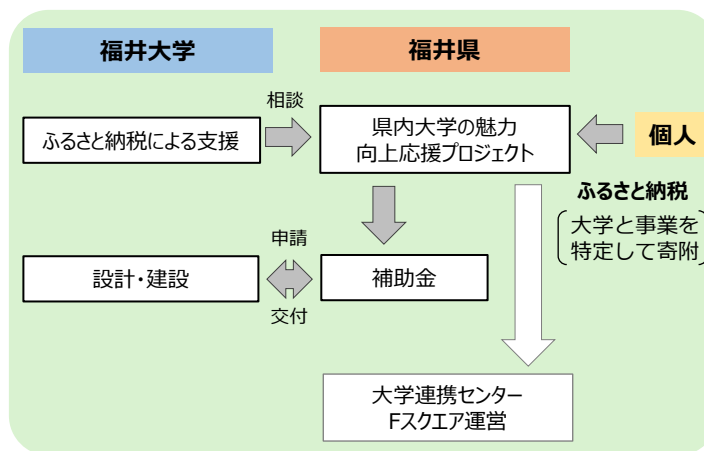 福井大学
福井県
相談
ふるさと納税による支援
県内大学の魅力
向上応援プロジェクト
個人
ふるさと納税
大学と事業を
特定して寄附
申請
設計・建設
補助金
交付
大学連携センター
Fスクエア運営